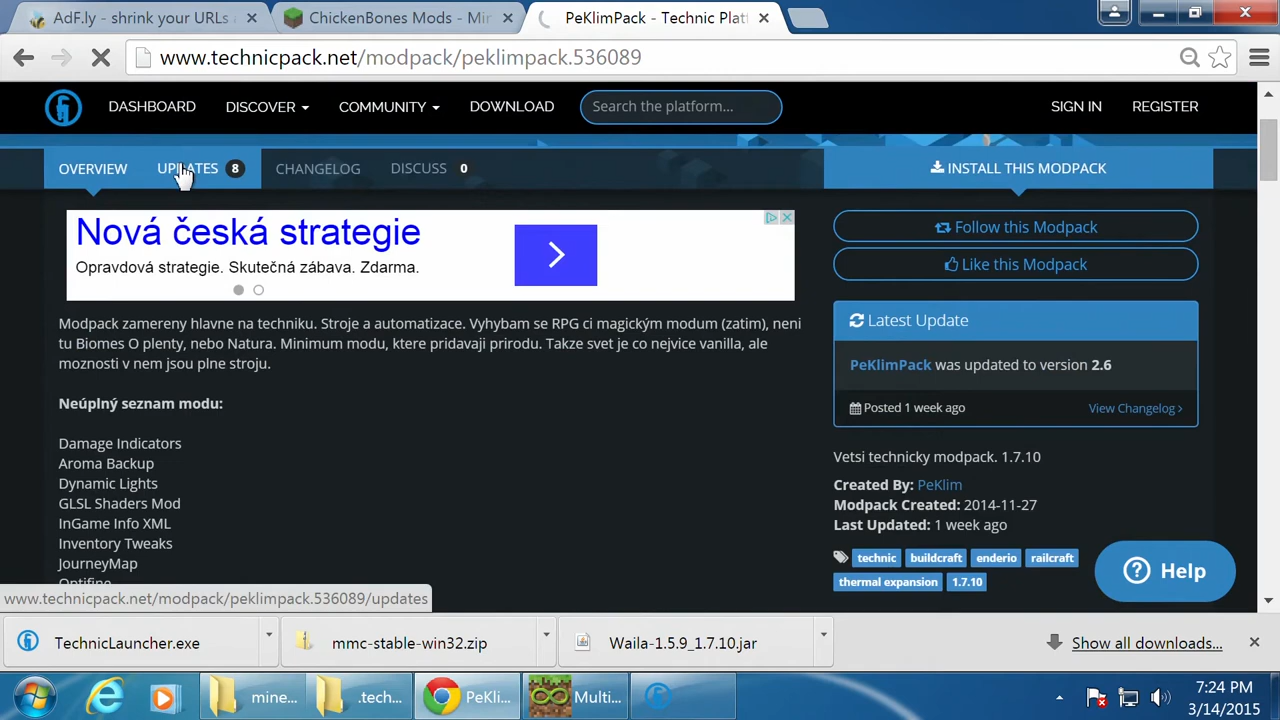 AdF.ly - shrink your URLs
ChickenBones Mods - Min
PeKlimPack - Technic Plat
www.technicpack.net/modpack/peklimpack.536089
DASHBOARD
DISCOVER
COMMUNITY
DOWNLOAD
Search the platform...
SIGN IN
REGISTER
OVERVIEW
UPDATES 8
CHANGELOG
DISCUSS 0
INSTALL THIS MODPACK
Nová česká strategie
Opravdová strategie. Skutečná zábava. Zdarma.
Follow this Modpack
Like this Modpack
Modpack zamereny hlavne na techniku. Stroje a automatizace. Vyhybam se RPG ci magickým modum (zatim), neni
tu Biomes O plenty, nebo Natura. Minimum modu, ktere pridavaji prirodu. Takze svet je co nejvice vanilla, ale
moznosti v nem jsou plne stroju.
Neúplný seznam modu:
Damage Indicators
Aroma Backup
Dynamic Lights
GLSL Shaders Mod
InGame Info XML
Inventory Tweaks
JourneyMap
Optifine
Latest Update
PeKlimPack was updated to version 2.6
Posted 1 week ago
View Changelog
Vetsi technicky modpack. 1.7.10
Created By: PeKlim
Modpack Created: 2014-11-27
Last Updated: 1 week ago
technic
buildcraft
enderio
railcraft
thermal expansion
1.7.10
Help
www.technicpack.net/modpack/peklimpack.536089/updates
TechnicLauncher.exe
mmc-stable-win32.zip
Waila-1.5.9_1.7.10.jar
Show all downloads...
mine...
.tech...
PeKli...
Multi...
7:24 PM
3/14/2015